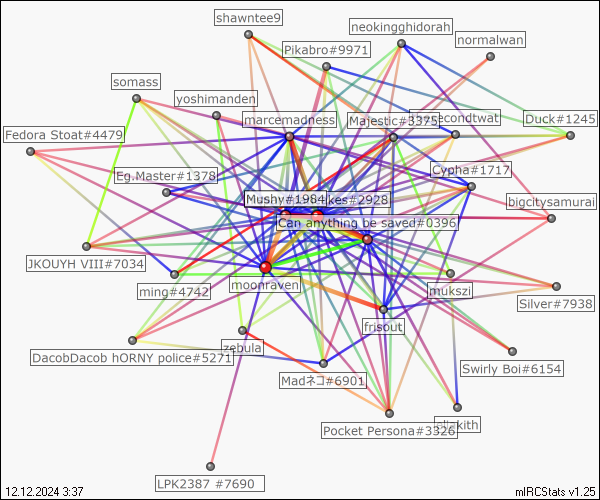 shawntee9
neokingghidorah
normalwan
Pikabro#9971
somass
yoshimanden
marcemadness
Majestic#3375
secondtwat
Duck#1245
Fedora Stoat#4479
Eg.Master#1378
Cypha#1717
Mushy#1984
kes#2928
bigcitysamurai
Can anything be saved#0396
JKOUYH VIII#7034
ming#4742
moonraven
mukszi
Silver#7938
frisout
zebula
DacobDacob hORNY police#5271
Swirly Boi#6154
Madネコ#6901
Pocket Persona#3326
kith
LPK2387 #7690
12.12.2024 3:37
mIRCStats v1.25